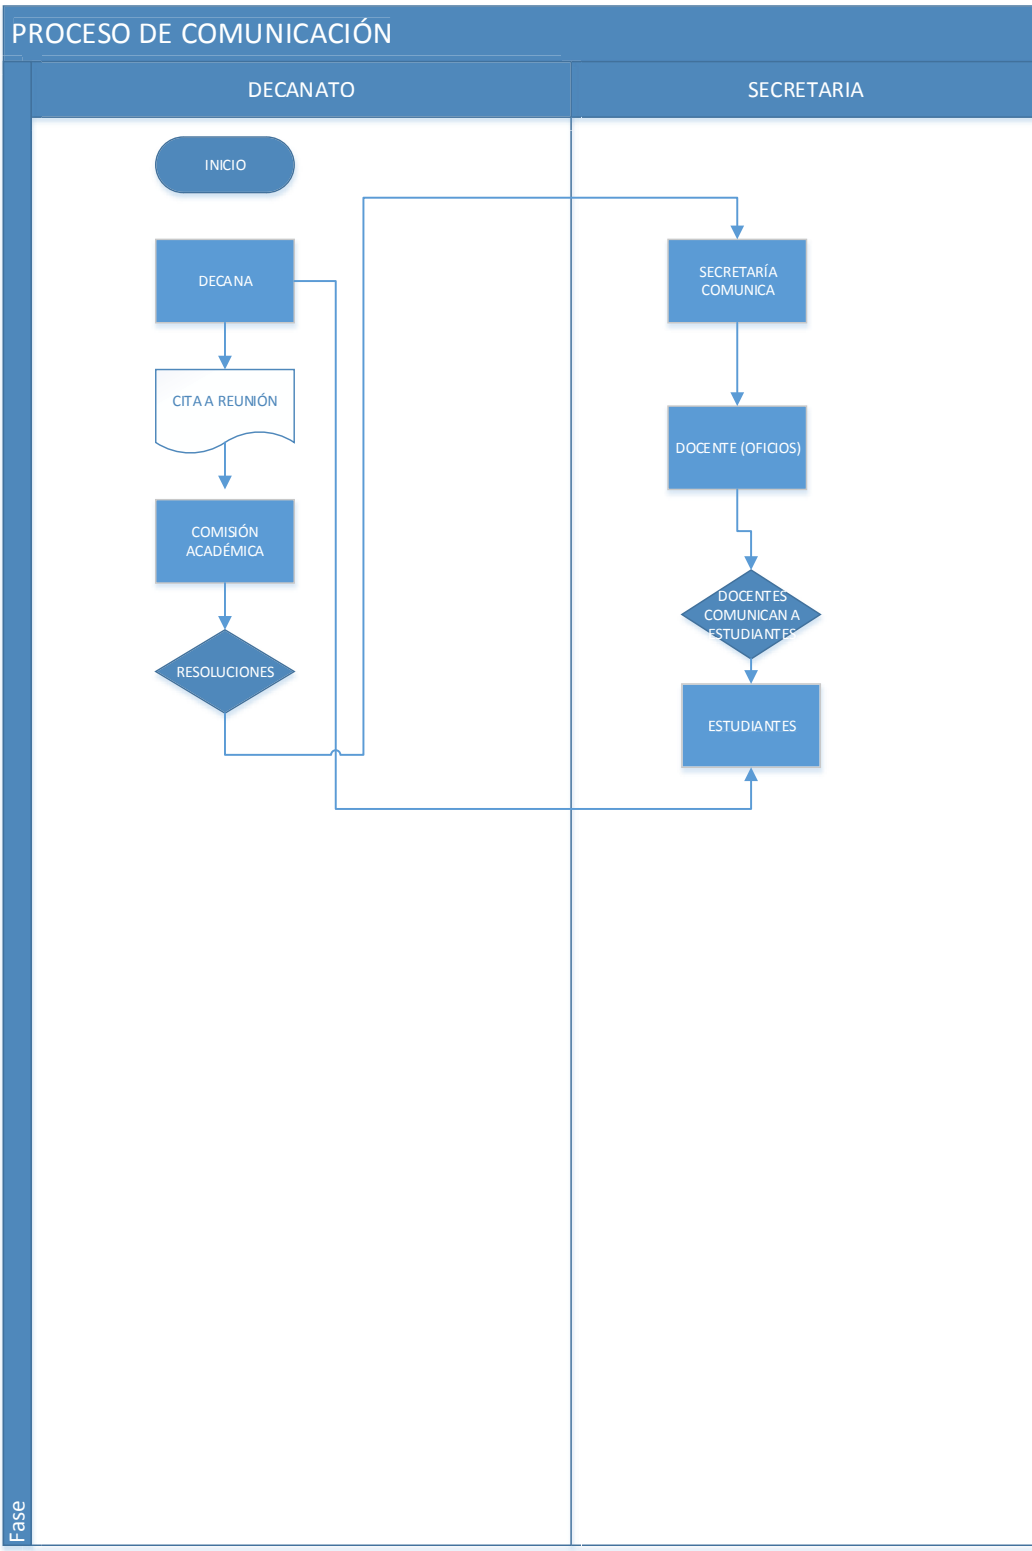 PROCESO DE COMUNICACIÓN
DECANATO
SECRETARIA
INICIO
DECANA
CITA A REUNIÓN
COMISIÓN
ACADÉMICA
RESOLUCIONES
SECRETARÍA
COMUNICA
DOCENTE (OFICIOS)
DOCENTES
COMUNICAN A
ESTUDIANTES
ESTUDIANTES
Fase